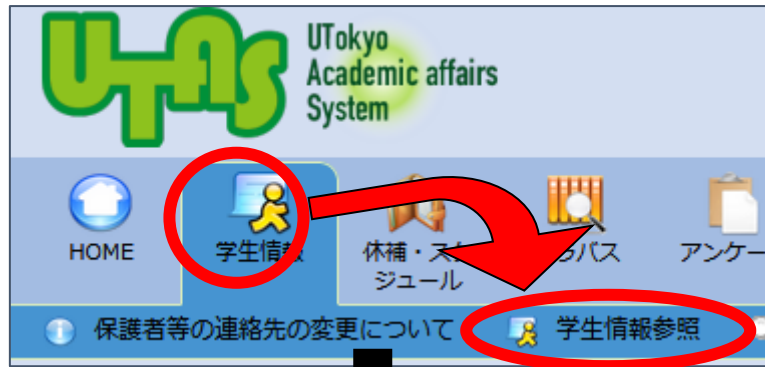 UTAS
UTokyo
Academic affairs
System
HOME
学生情報
休補・ス
ジュール
バス
アンケー
保護者等の連絡先の変更について
学生情報参照